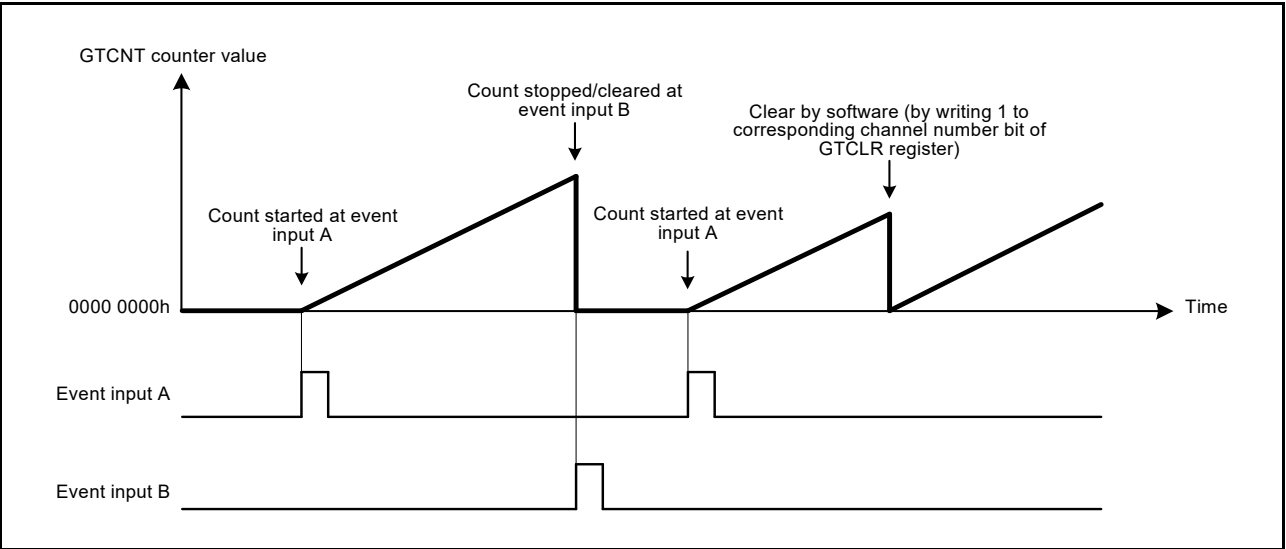 GTCNT counter value
Count stopped/cleared at
event input B
Clear by software (by writing 1 to
corresponding channel number bit of
GTCLR register)
Count started at event
input A
Count started at event
input A
0000 0000h
Time
Event input A
Event input B